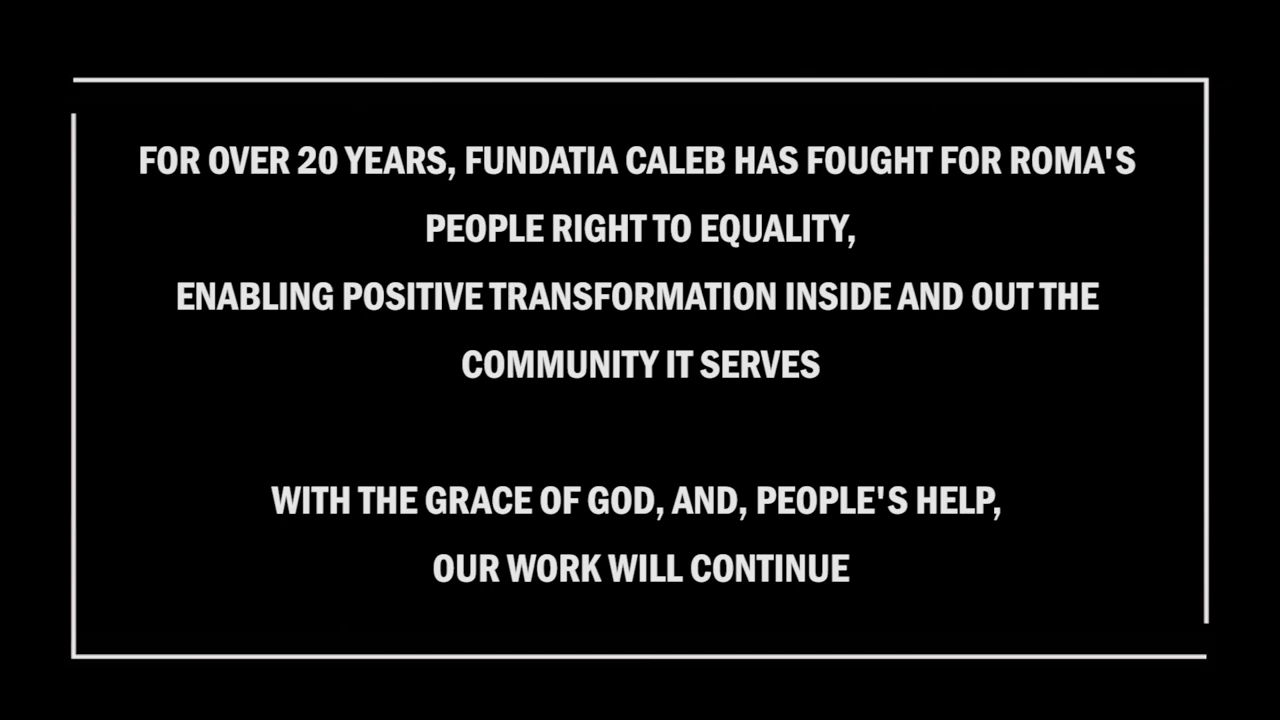 FOR OVER 20 YEARS, FUNDATIA CALEB HAS FOUGHT FOR ROMA'S
PEOPLE RIGHT TO EQUALITY,
ENABLING POSITIVE TRANSFORMATION INSIDE AND OUT THE
COMMUNITY IT SERVES
WITH THE GRACE OF GOD, AND, PEOPLE'S HELP,
OUR WORK WILL CONTINUE